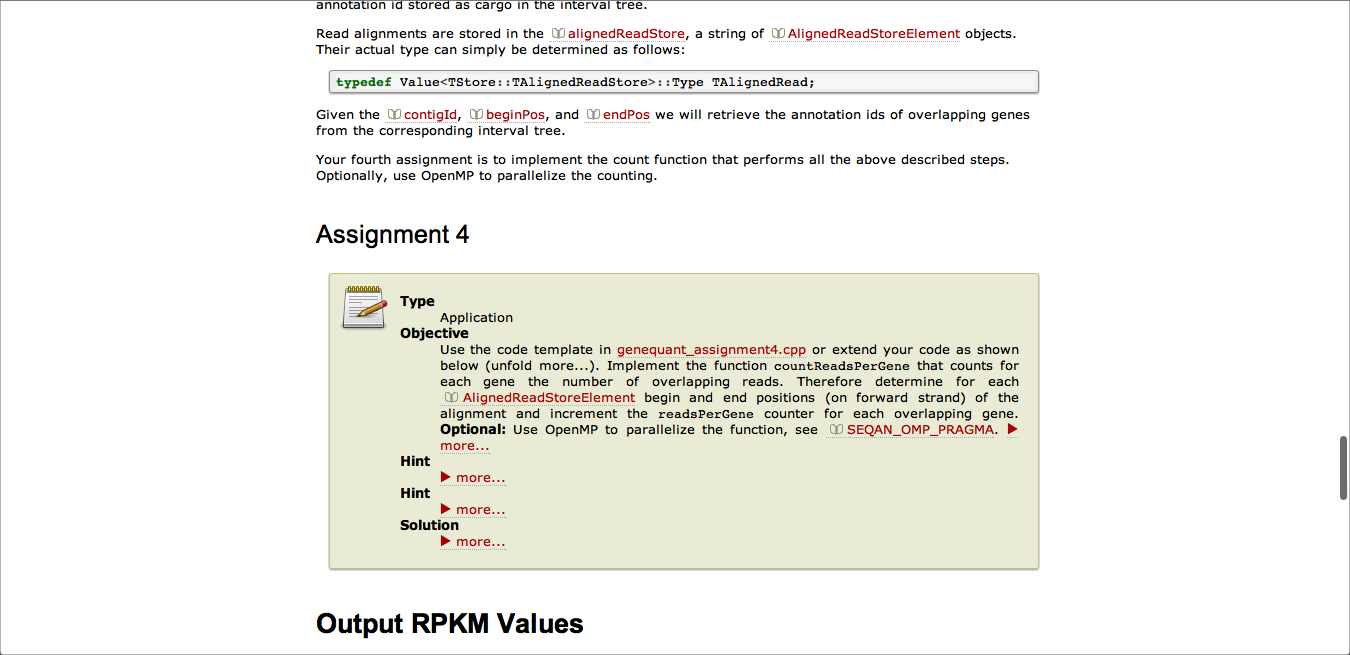 annotation id stored as cargo in the interval tree.
Read alignments are stored in the alignedReadStore, a string of AlignedReadStoreElement objects.
Their actual type can simply be determined as follows:
typedef Value<TStore::TAlignedReadStore>::Type TAlignedRead;
Given the contigId, beginPos, and endPos we will retrieve the annotation ids of overlapping genes
from the corresponding interval tree.
Your fourth assignment is to implement the count function that performs all the above described steps.
Optionally, use OpenMP to parallelize the counting.
Assignment 4
Type
Application
Objective
Use the code template in genequant_assignment4.cpp or extend your code as shown
below (unfold more...). Implement the function countReadsPerGene that counts for
each gene the number of overlapping reads. Therefore determine for each
AlignedReadStoreElement begin and end positions (on forward strand) of the
alignment and increment the readsPerGene counter for each overlapping gene.
Optional: Use OpenMP to parallelize the function, see SEQAN_OMP_PRAGMA. ▶
more...
Hint
▶ more...
Hint
▶ more...
Solution
▶ more...
Output RPKM Values